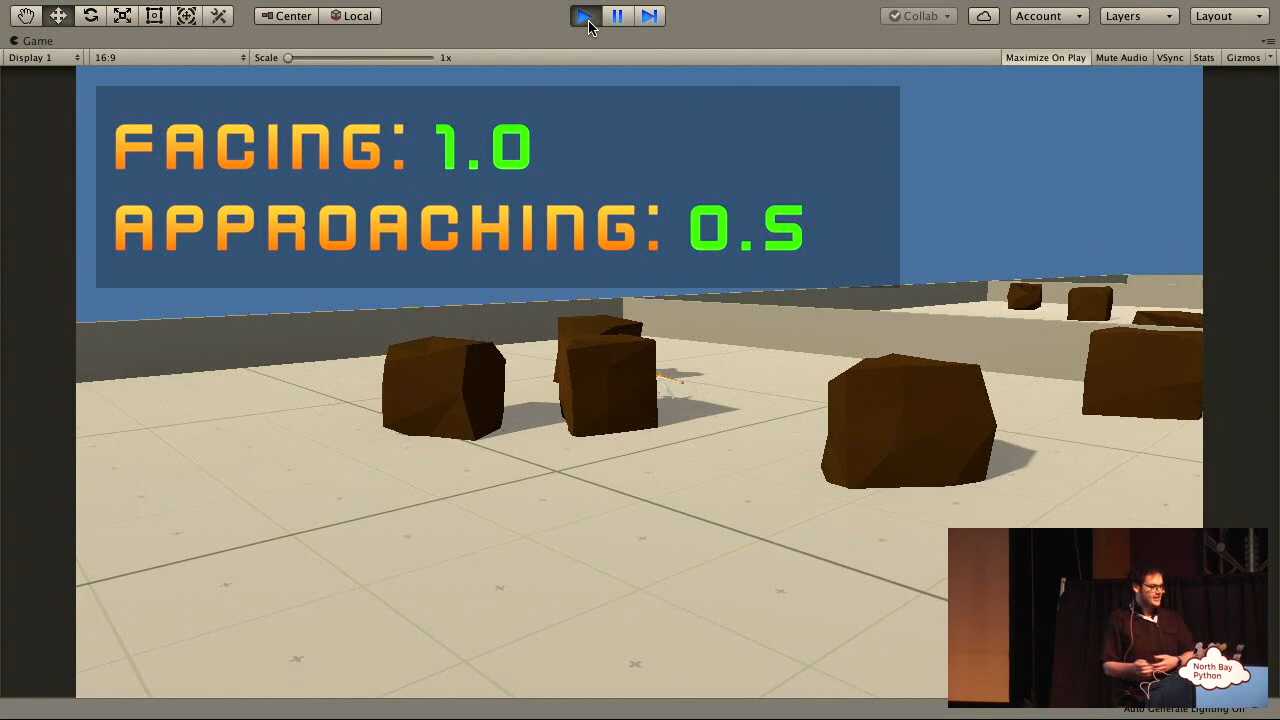 Center
Local
Collab
Account
Layers
Layout
Game
Display 1
16:9
Scale
1x
Maximize On Play
Mute Audio
VSync
Stats
Gizmos
FACING: 1.0
APPROACHING: 0.5
North Bay
Python
Auto Generate Lighting On